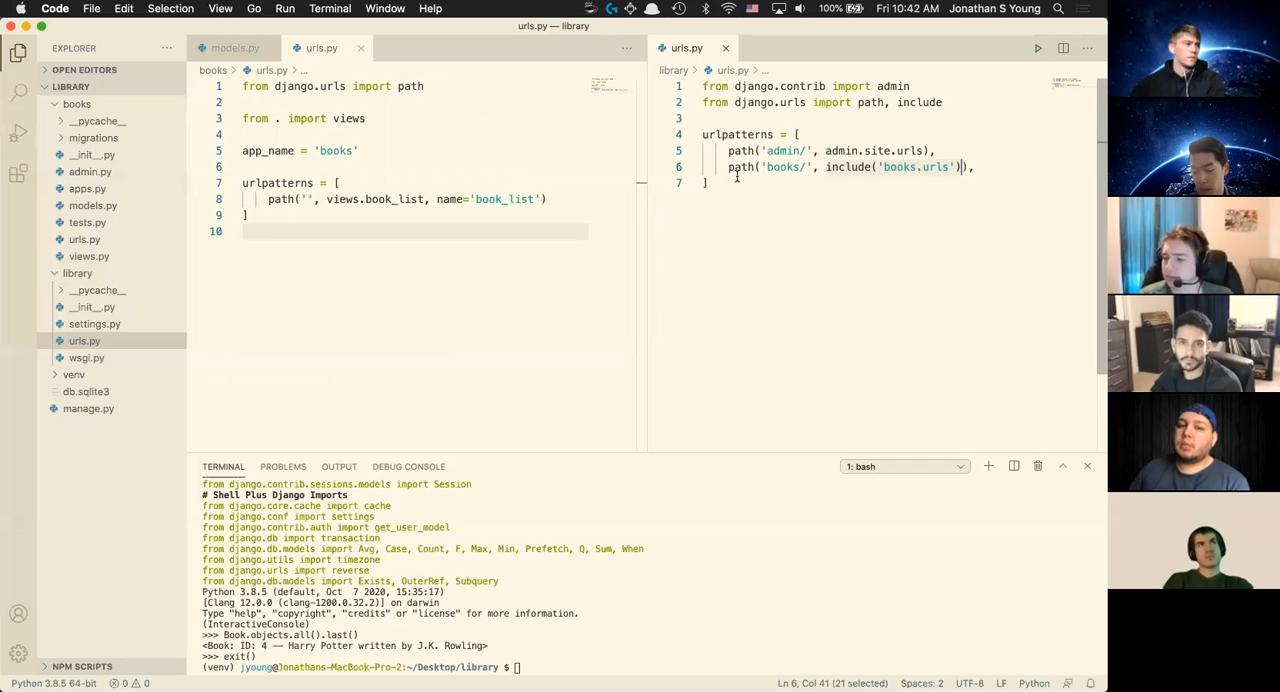 Code File Edit Selection View Go Run Terminal Window Help 100% Fri 10:42 AM Jonathan S Young
urls.py — library
EXPLORER ···
OPEN EDITORS
LIBRARY
books
__pycache__
migrations
__init__.py
admin.py
apps.py
models.py
tests.py
urls.py
views.py
library
__pycache__
__init__.py
settings.py
urls.py
wsgi.py
venv
db.sqlite3
manage.py
NPM SCRIPTS
models.py urls.py ···
books > urls.py > ...
1 from django.urls import path
2
3 from . import views
4
5 app_name = 'books'
6
7 urlpatterns = [
8 path('', views.book_list, name='book_list')
9 ]
10
urls.py ···
library > urls.py > ...
1 from django.contrib import admin
2 from django.urls import path, include
3
4 urlpatterns = [
5 path('admin/', admin.site.urls),
6 path('books/', include('books.urls')),
7 ]
TERMINAL PROBLEMS OUTPUT DEBUG CONSOLE 1: bash
from django.contrib.sessions.models import Session
# Shell Plus Django Imports
from django.core.cache import cache
from django.conf import settings
from django.contrib.auth import get_user_model
from django.db import transaction
from django.db.models import Avg, Case, Count, F, Max, Min, Prefetch, Q, Sum, When
from django.utils import timezone
from django.urls import reverse
from django.db.models import Exists, OuterRef, Subquery
Python 3.8.5 (default, Oct 7 2020, 15:35:17)
[Clang 12.0.0 (clang-1200.0.32.2)] on darwin
Type "help", "copyright", "credits" or "license" for more information.
(InteractiveConsole)
>>> Book.objects.all().last()
<Book: ID: 4 -- Harry Potter written by J.K. Rowling>
>>> exit()
(venv) jyoung@Jonathans-MacBook-Pro-2:~/Desktop/library $
Python 3.8.5 64-bit 0 0 Ln 6, Col 41 (21 selected) Spaces: 2 UTF-8 LF Python